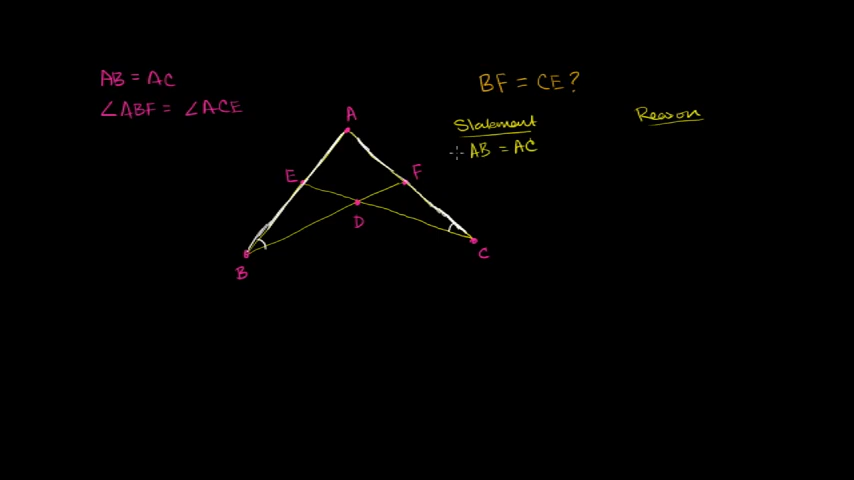 AB = AC
∠ABF = ∠ACE
BF = CE?
Statement
Reason
AB = AC
A
E
F
D
B
C